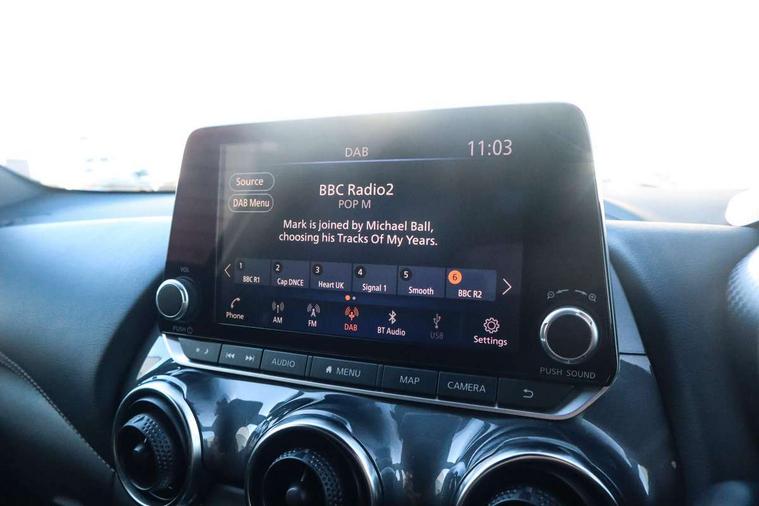 DAB
11:03
Source
DAB Menu
BBC Radio2
POP M
Mark is joined by Michael Ball,
choosing his Tracks Of My Years.
1 BBC R1
2 Cap DNCE
3 Heart UK
4 Signal 1
5 Smooth
6 BBC R2
Phone
AM
FM
DAB
BT Audio
USB
Settings
VOL
PUSH
PUSH SOUND
AUDIO
MENU
MAP
CAMERA